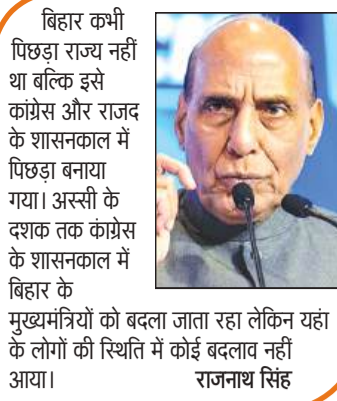 बिहार कभी
पिछड़ा राज्य नहीं
था बल्कि इसे
कांग्रेस और राजद
के शासनकाल में
पिछड़ा बनाया
गया। अस्सी के
दशक तक कांग्रेस
के शासनकाल में
बिहार के
मुख्यमंत्रियों को बदला जाता रहा लेकिन यहां
के लोगों की स्थिति में कोई बदलाव नहीं
आया। राजनाथ सिंह